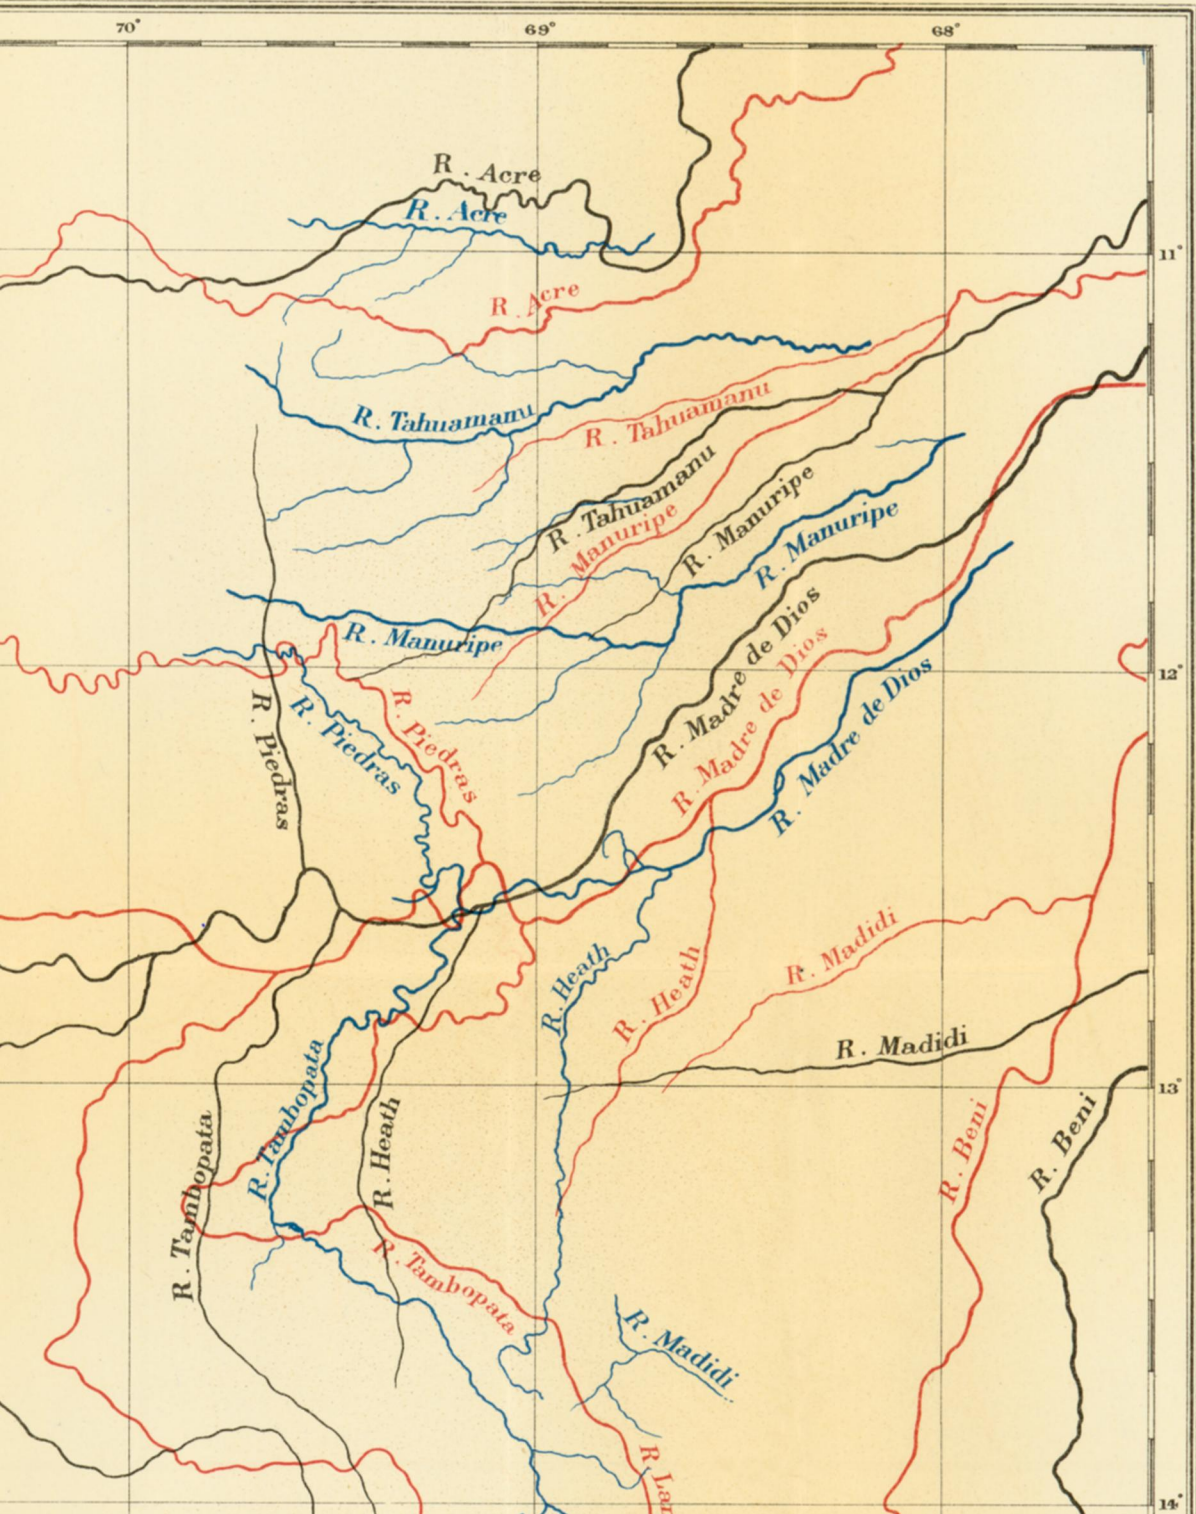 70°
69°
68°
R. Acre
R. Acre
11°
R. Acre
R. Tahuamanu
R. Tahuamanu
R. Tahuamanu
R. Manuripe
R. Manuripe
R. Manuripe
R. Manuripe
12°
R. Piedras
R. Piedras
R. Piedras
R. Madre de Dios
R. Madre de Dios
R. Madre de Dios
R. Heath
R. Heath
R. Madidi
R. Madidi
13°
R. Tambopata
R. Tambopata
R. Heath
R. Beni
R. Beni
R. Tambopata
R. Madidi
R Lan
14°